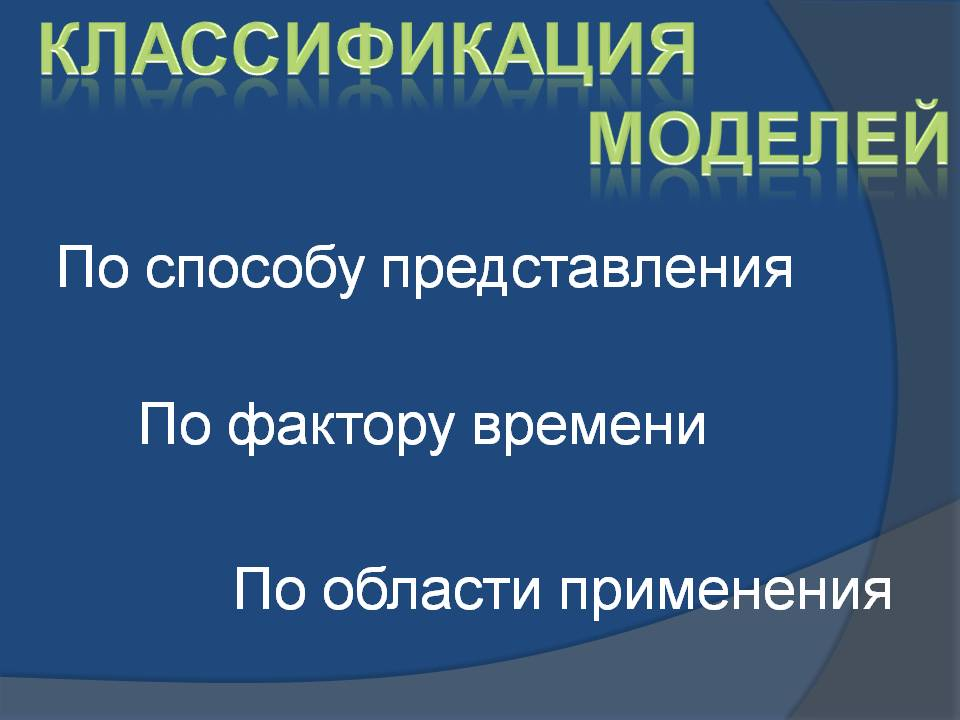 КЛАССИФИКАЦИЯ
МОДЕЛЕЙ
По способу представления
По фактору времени
По области применения